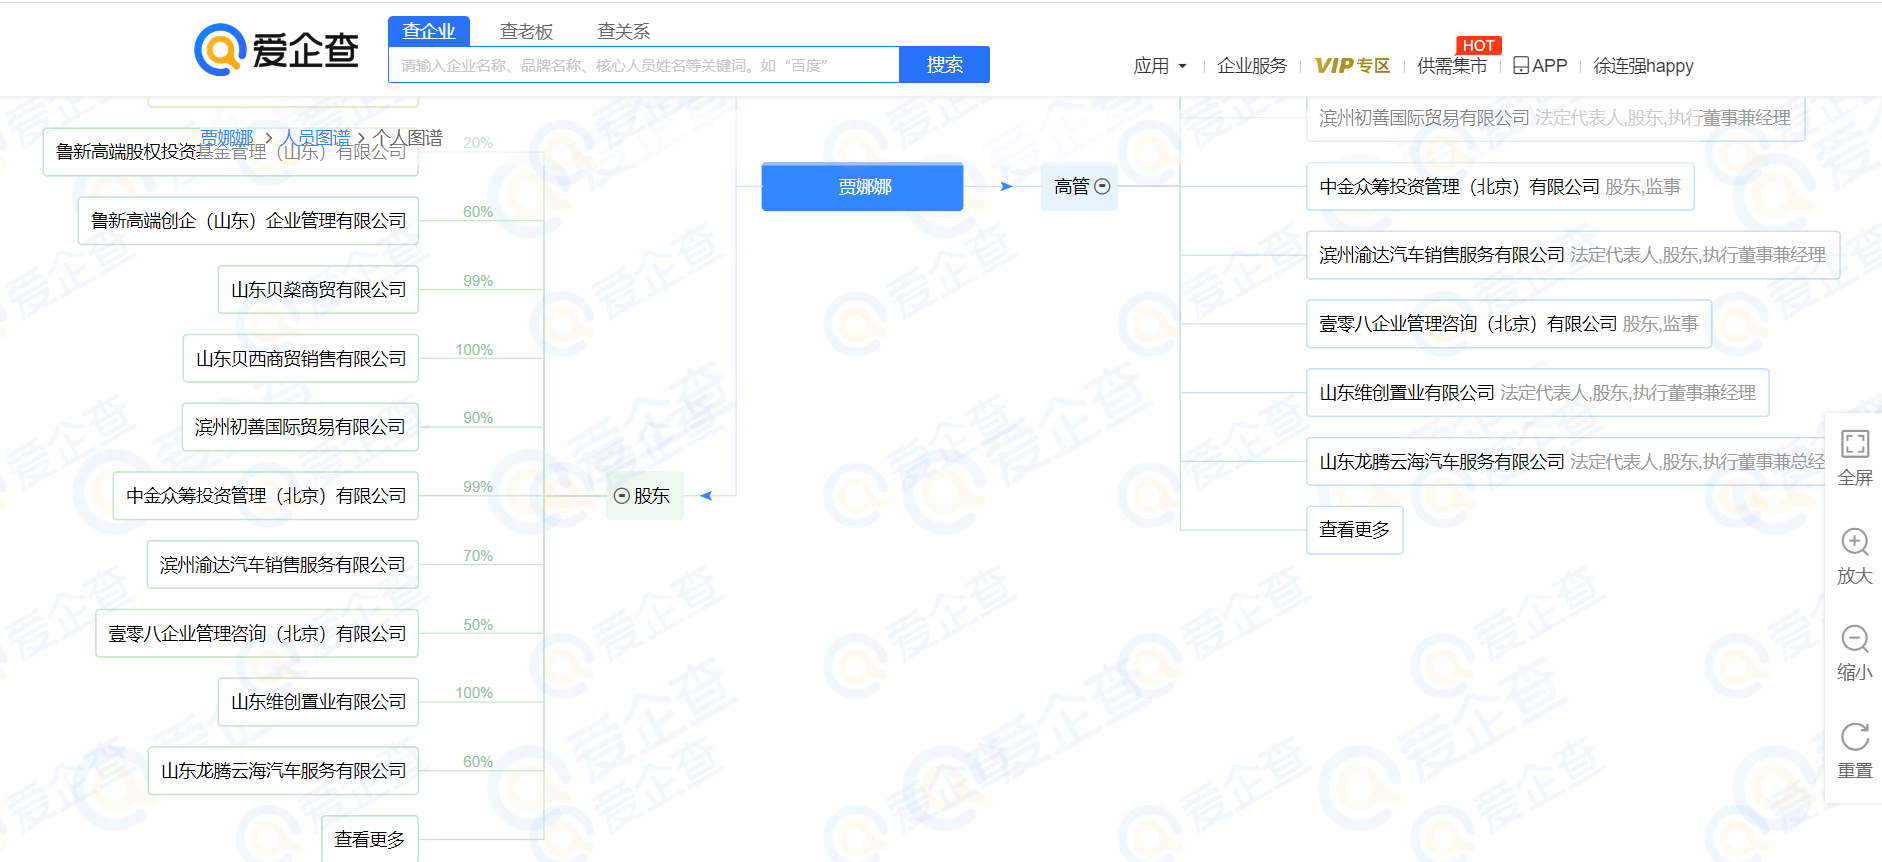 爱企查
查企业 查老板 查关系
请输入企业名称、品牌名称、核心人员姓名等关键词。如“百度” 搜索
应用 企业服务 VIP专区 供需集市 HOT APP 徐连强happy
贾娜娜 > 人员图谱 > 个人图谱
鲁新高端股权投资基金管理（山东）有限公司 20%
鲁新高端创企（山东）企业管理有限公司 60%
山东贝燊商贸有限公司 99%
山东贝西商贸销售有限公司 100%
滨州初善国际贸易有限公司 90%
中金众筹投资管理（北京）有限公司 99%
滨州渝达汽车销售服务有限公司 70%
壹零八企业管理咨询（北京）有限公司 50%
山东维创置业有限公司 100%
山东龙腾云海汽车服务有限公司 60%
查看更多
股东
贾娜娜
高管
滨州初善国际贸易有限公司 法定代表人,股东,执行董事兼经理
中金众筹投资管理（北京）有限公司 股东,监事
滨州渝达汽车销售服务有限公司 法定代表人,股东,执行董事兼经理
壹零八企业管理咨询（北京）有限公司 股东,监事
山东维创置业有限公司 法定代表人,股东,执行董事兼经理
山东龙腾云海汽车服务有限公司 法定代表人,股东,执行董事兼总经
查看更多
全屏
放大
缩小
重置